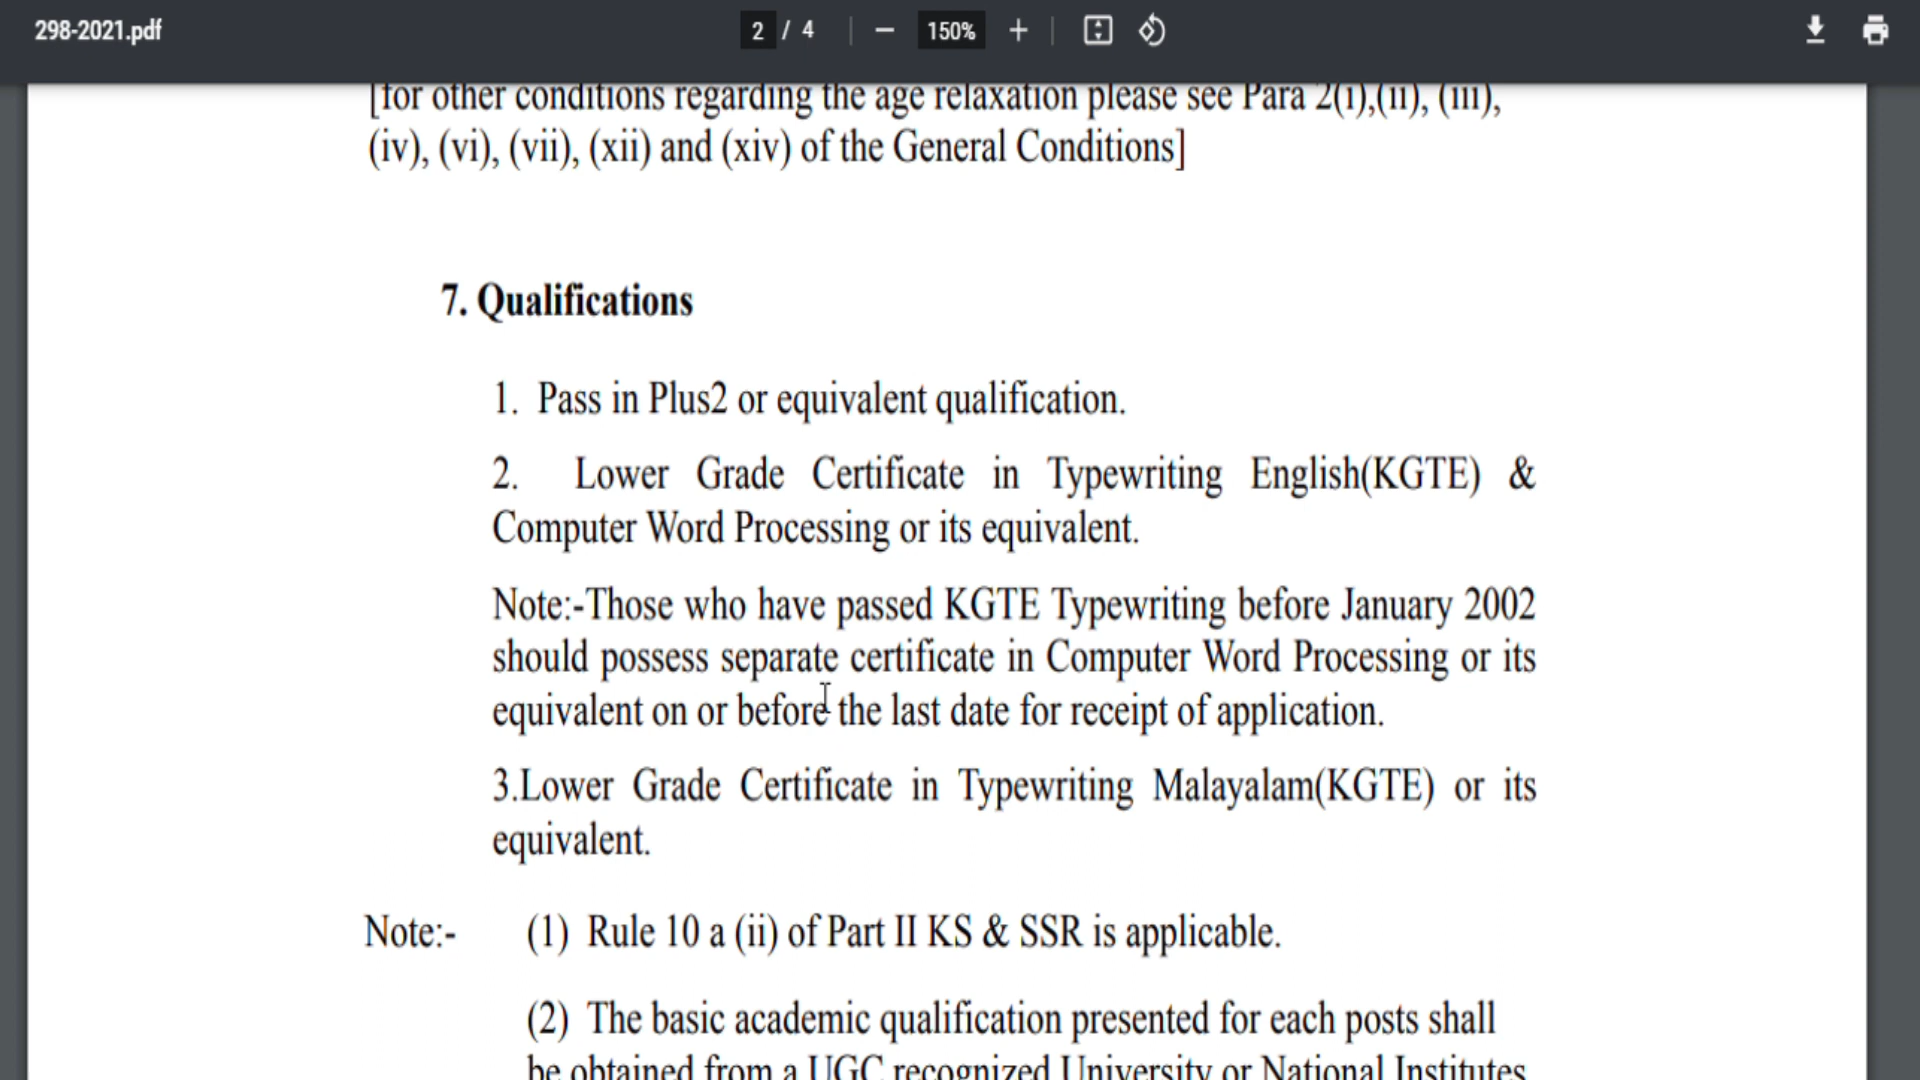 298-2021.pdf
2 / 4
150%
[for other conditions regarding the age relaxation please see Para 2(i),(ii), (iii),
(iv), (vi), (vii), (xii) and (xiv) of the General Conditions]
7. Qualifications
1. Pass in Plus2 or equivalent qualification.
2. Lower Grade Certificate in Typewriting English(KGTE) &
Computer Word Processing or its equivalent.
Note:-Those who have passed KGTE Typewriting before January 2002
should possess separate certificate in Computer Word Processing or its
equivalent on or before the last date for receipt of application.
3.Lower Grade Certificate in Typewriting Malayalam(KGTE) or its
equivalent.
Note:- (1) Rule 10 a (ii) of Part II KS & SSR is applicable.
(2) The basic academic qualification presented for each posts shall
be obtained from a UGC recognized University or National Institutes